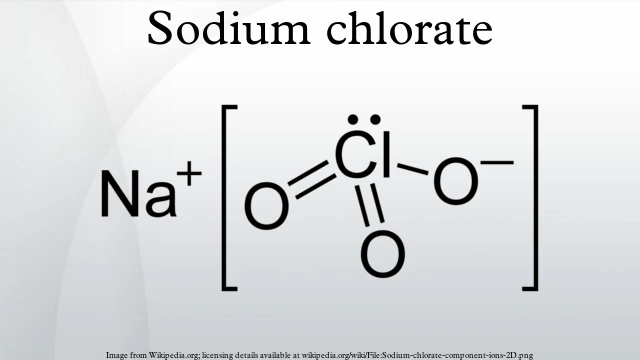 Sodium chlorate
Na+ [O Cl O− O]
Image from Wikipedia.org; licensing details available at wikipedia.org/wiki/File:Sodium-chlorate-component-ions-2D.png